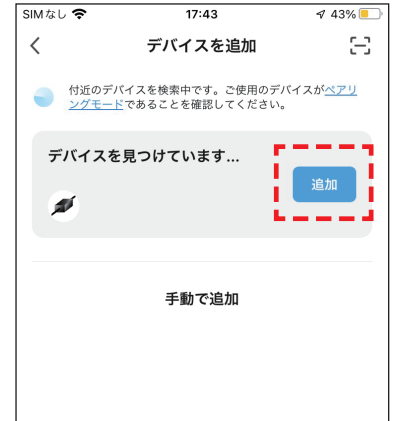 SIMなし 17:43 43%
デバイスを追加
付近のデバイスを検索中です。ご使用のデバイスがペアリ
ングモードであることを確認してください。
デバイスを見つけています...
追加
手動で追加